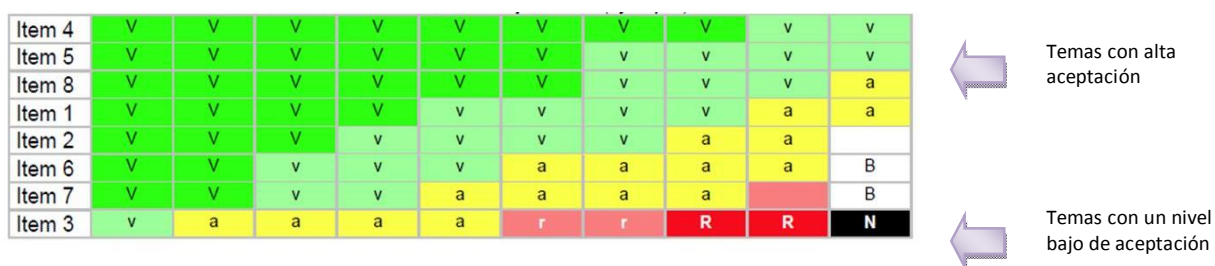 Item 4 V V V V V V V V v v
Item 5 V V V V V V v v v v
Item 8 V V V V V V v v v a
Item 1 V V V V v v v v a a
Item 2 V V V v v v v a a
Item 6 V V v v v a a a a B
Item 7 V V v v a a a a B
Item 3 v a a a a r r R R N
Temas con alta
aceptación
Temas con un nivel
bajo de aceptación